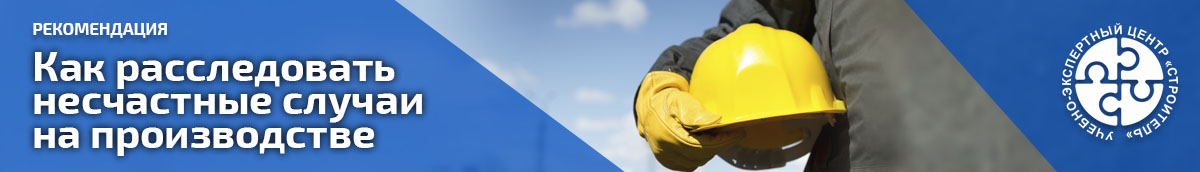 РЕКОМЕНДАЦИЯ
Как расследовать
несчастные случаи
на производстве
УЧЕБНО-ЭКСПЕРТНЫЙ ЦЕНТР «СТРОИТЕЛЬ»